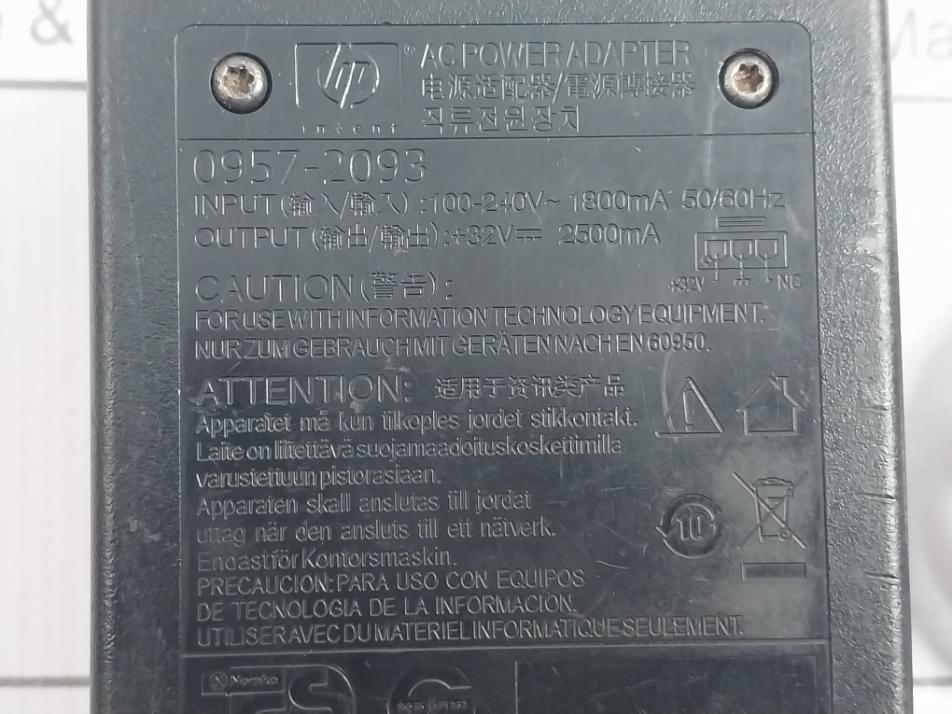 &
Ma
hp ® AC POWER ADAPTER
invent 电源适配器/電源轉接器
직류전원장치
0957-2093
INPUT (输入/輸入) :100-240V~ 1800mA 50/60Hz
OUTPUT (输出/輸出):+32V⎓ 2500mA
+32V NC
CAUTION (警告) :
FOR USE WITH INFORMATION TECHNOLOGY EQUIPMENT.
NUR ZUM GEBRAUCH MIT GERÄTEN NACH EN 60950.
ATTENTION: 适用于资讯类产品
Apparatet må kun tilkoples jordet stikkontakt.
Laite on liitettävä suojamaadoituskoskettimilla
varustettuun pistorasiaan.
Apparaten skall anslutas till jordat
uttag när den ansluts till ett nätverk.
Endast för Kontorsmaskin.
10
PRECAUCION: PARA USO CON EQUIPOS
DE TECNOLOGIA DE LA INFORMACION.
UTILISER AVEC DU MATERIEL INFORMATIQUE SEULEMENT.
Nemko